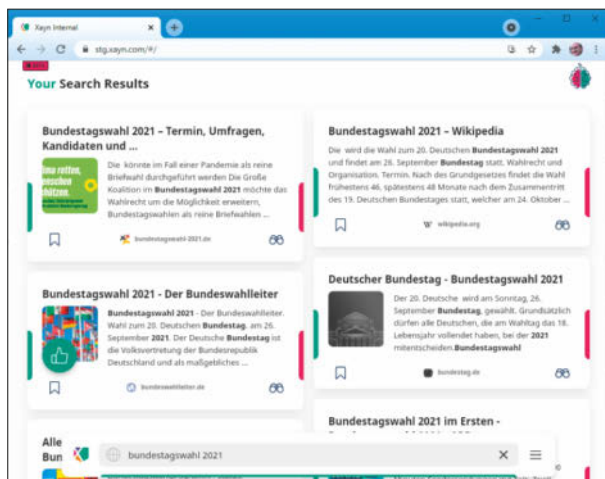 Xayn Internal
stg.xayn.com/#/
Your Search Results
Bundestagswahl 2021 – Termin, Umfragen,
Kandidaten und ...
Die könnte im Fall einer Pandemie als reine
Briefwahl durchgeführt werden Die Große
Koalition im Bundestagswahl 2021 möchte das
Wahlrecht um die Möglichkeit erweitern,
Bundestagswahlen als reine Briefwahlen ...
bundestagswahl-2021.de
Bundestagswahl 2021 - Der Bundeswahlleiter
Bundestagswahl 2021 - Der Bundeswahlleiter.
Wahl zum 20. Deutschen Bundestag. am 26.
September 2021. Der Deutsche Bundestag ist
die Volksvertretung der Bundesrepublik
Deutschland und als maßgebliches ...
bundeswahlleiter.de
Alle
Bun
Bundestagswahl 2021 – Wikipedia
Die wird die Wahl zum 20. Deutschen Bundestagswahl 2021
und findet am 26. September Bundestag statt. Wahlrecht und
Organisation. Termin. Nach des Grundgesetzes findet die Wahl
frühestens 46, spätestens 48 Monate nach dem Zusammentritt
des 19. Deutschen Bundestages statt, welcher am 24. Oktober ...
W wikipedia.org
Deutscher Bundestag - Bundestagswahl 2021
Der 20. Deutsche wird am Sonntag, 26.
September Bundestag, gewählt. Grundsätzlich
dürfen alle Deutschen, die am Wahltag das 18.
Lebensjahr vollendet haben, bei der 2021
mitentscheiden.Bundestagswahl
bundestag.de
Bundestagswahl 2021 im Ersten -
bundestagswahl 2021